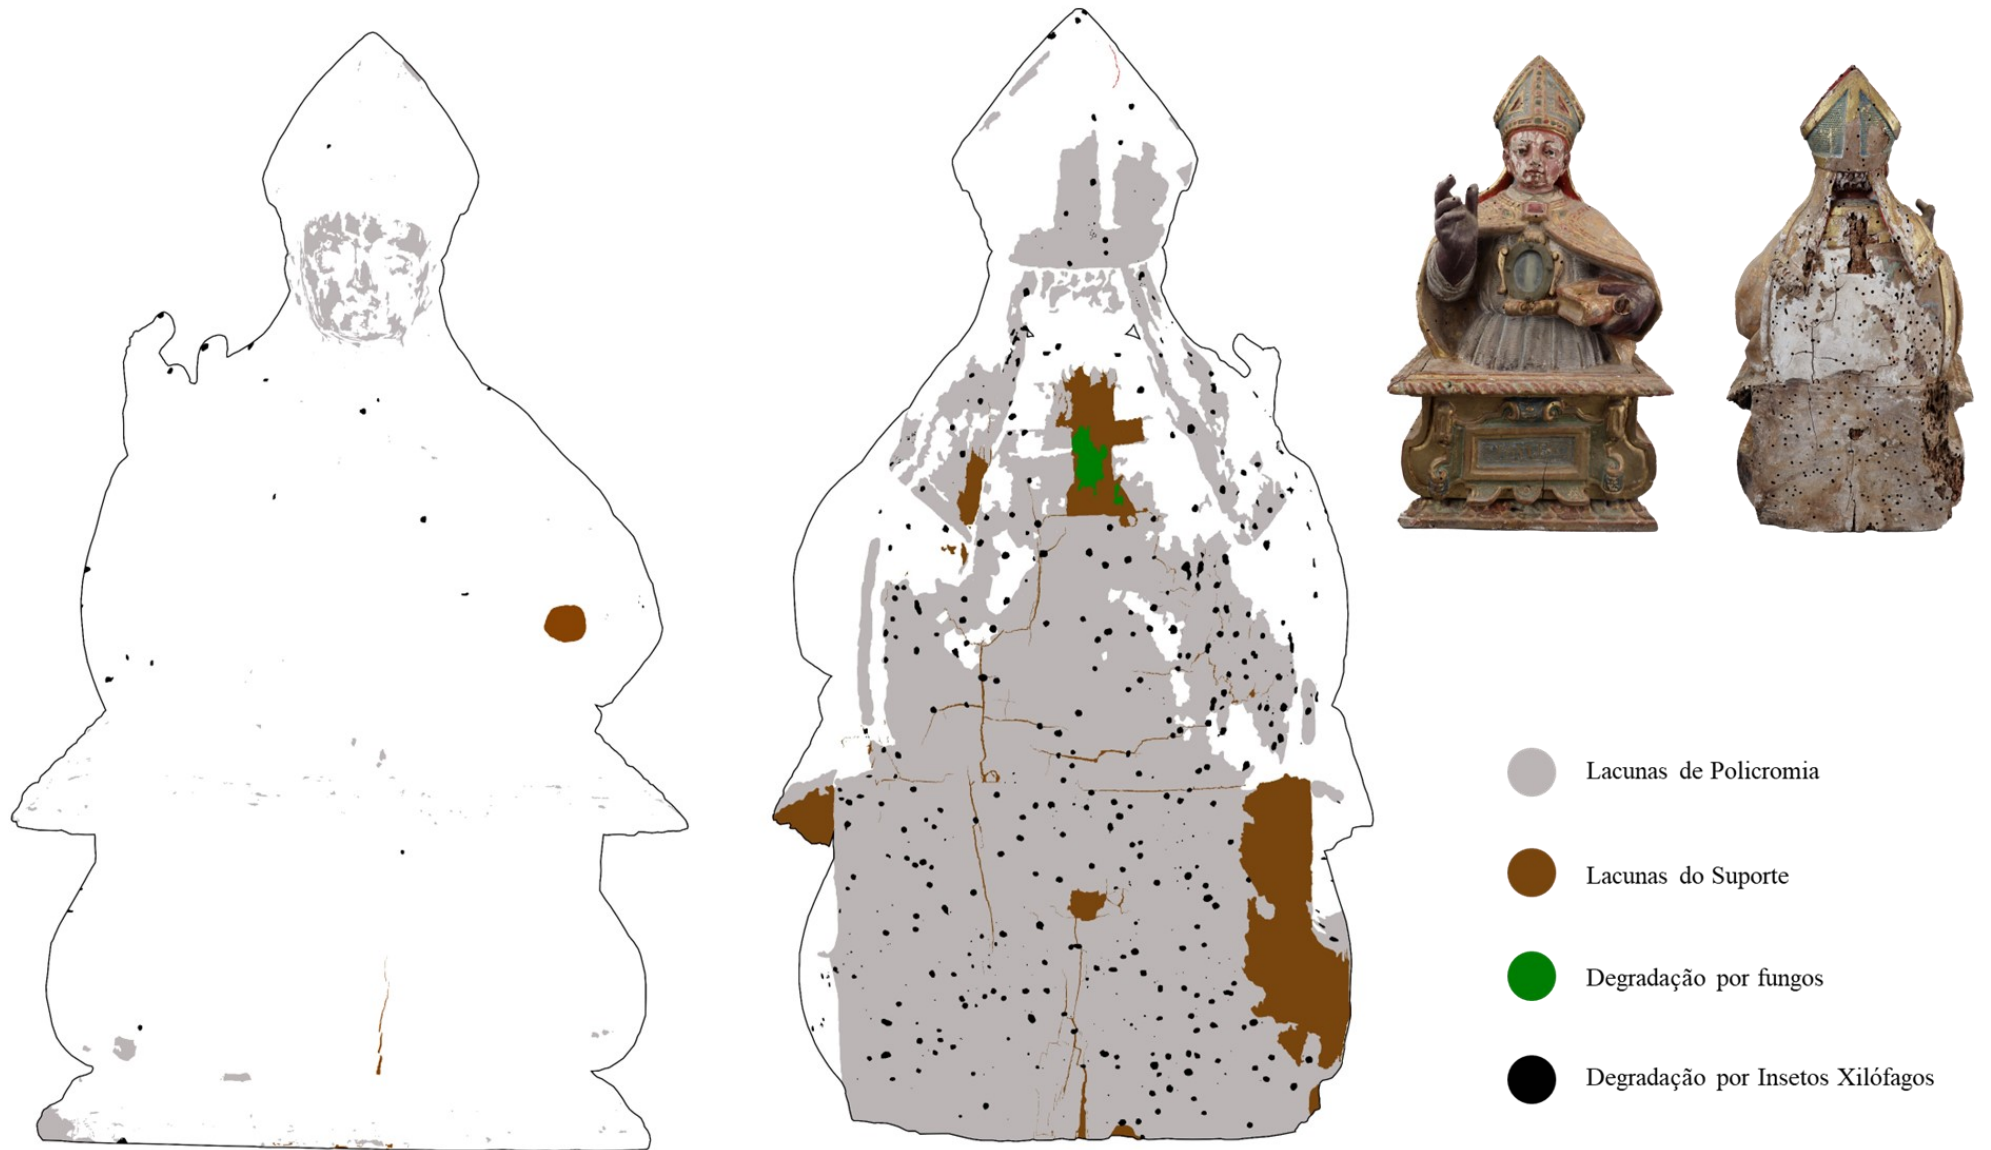 Lacunas de Policromia
Lacunas do Suporte
Degradação por fungos
Degradação por Insetos Xilófagos